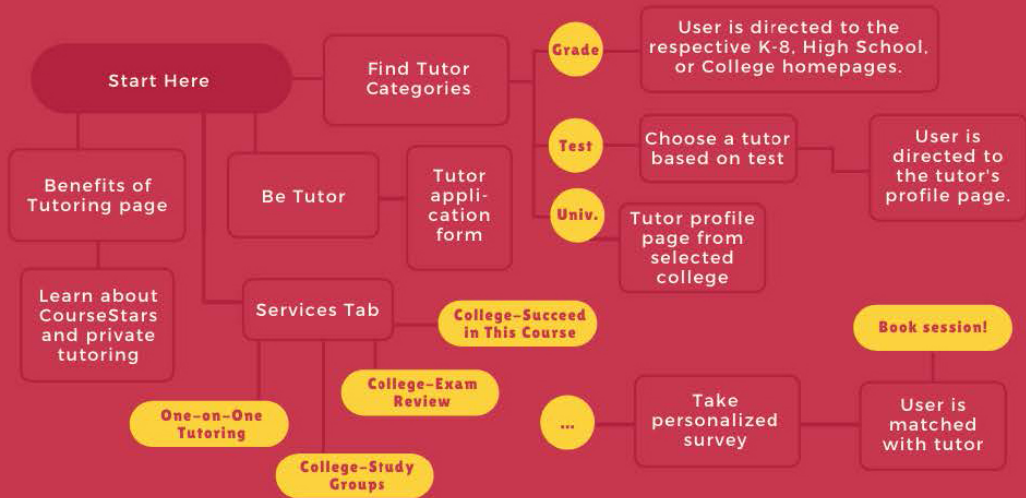 Start Here
Find Tutor
Categories
Grade
User is directed to the
respective K-8, High School,
or College homepages.
Test
Choose a tutor
based on test
User is
directed to
the tutor's
profile page.
Univ.
Tutor profile
page from
selected
college
Benefits of
Tutoring page
Learn about
CourseStars
and private
tutoring
Be Tutor
Tutor
appli-
cation
form
Services Tab
College-Succeed
in This Course
College-Exam
Review
One-on-One
Tutoring
College-Study
Groups
...
Take
personalized
survey
User is
matched
with tutor
Book session!